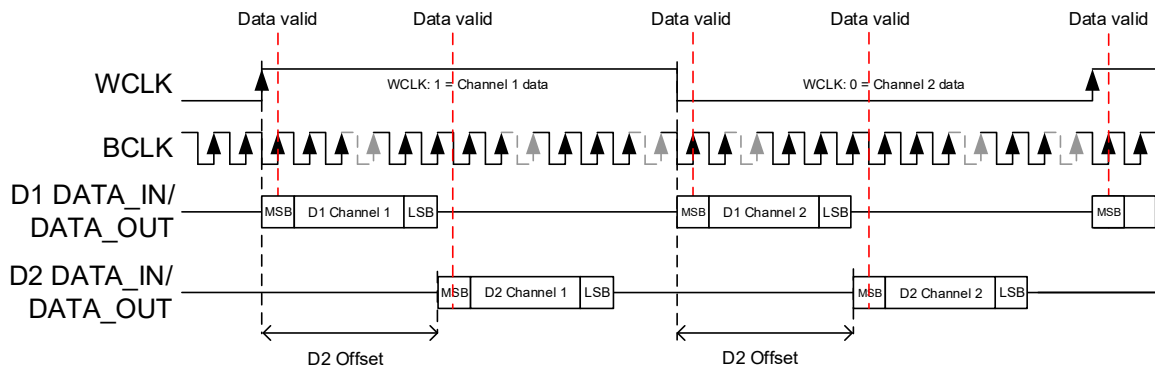 Data valid Data valid Data valid Data valid Data valid
WCLK
WCLK: 1 = Channel 1 data
WCLK: 0 = Channel 2 data
BCLK
D1 DATA_IN/
DATA_OUT
MSB D1 Channel 1 LSB
MSB D1 Channel 2 LSB
MSB
D2 DATA_IN/
DATA_OUT
MSB D2 Channel 1 LSB
MSB D2 Channel 2 LSB
D2 Offset
D2 Offset